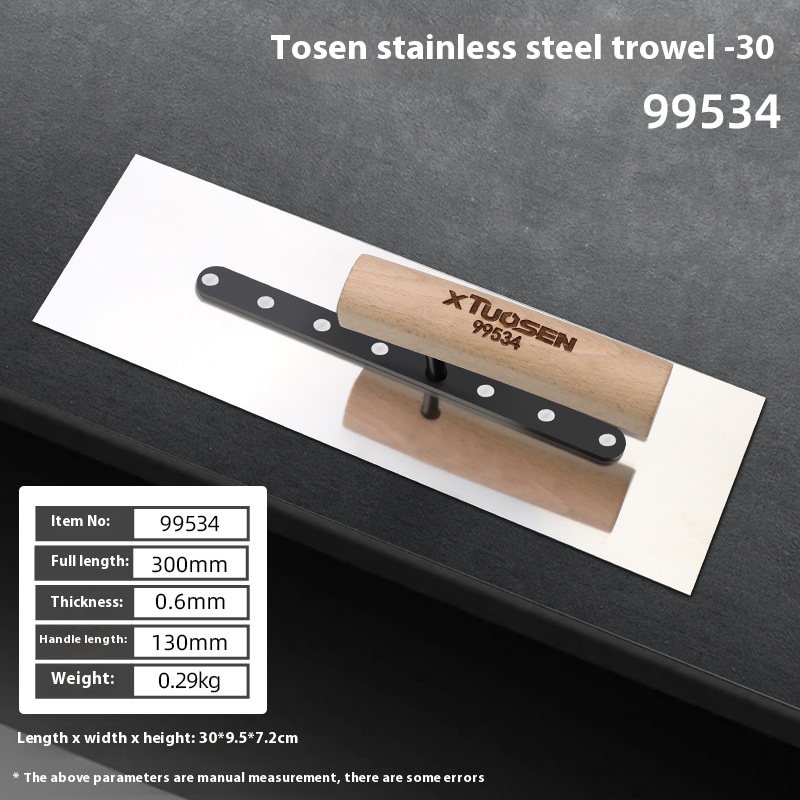 Tosen stainless steel trowel -30
99534
XTUOSEN
99534
Item No: 99534
Full length: 300mm
Thickness: 0.6mm
Handle length: 130mm
Weight: 0.29kg
Length x width x height: 30*9.5*7.2cm
* The above parameters are manual measurement, there are some errors